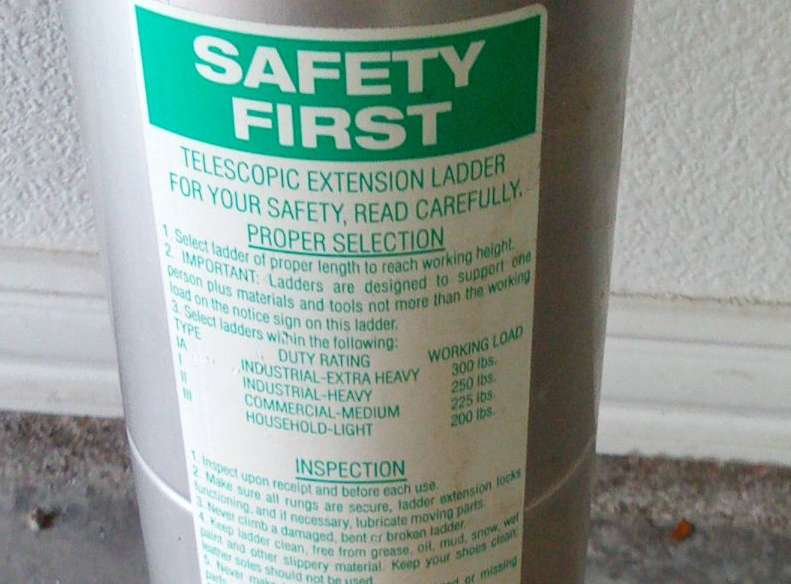 SAFETY
FIRST
TELESCOPIC EXTENSION LADDER
FOR YOUR SAFETY, READ CAREFULLY.
PROPER SELECTION
1. Select ladder of proper length to reach working height.
2. IMPORTANT: Ladders are designed to support one
person plus materials and tools not more than the working
load on the notice sign on this ladder.
3. Select ladders within the following:
TYPE DUTY RATING WORKING LOAD
IA INDUSTRIAL-EXTRA HEAVY 300 lbs.
I INDUSTRIAL-HEAVY 250 lbs.
II COMMERCIAL-MEDIUM 225 lbs.
III HOUSEHOLD-LIGHT 200 lbs.
INSPECTION
1. Inspect upon receipt and before each use.
2. Make sure all rungs are secure, ladder extension locks
functioning, and if necessary, lubricate moving parts.
3. Never climb a damaged, bent or broken ladder.
4. Keep ladder clean, free from grease, oil, mud, snow, wet
paint and other slippery material. Keep your shoes clean;
leather soles should not be used.
5. Never or missing